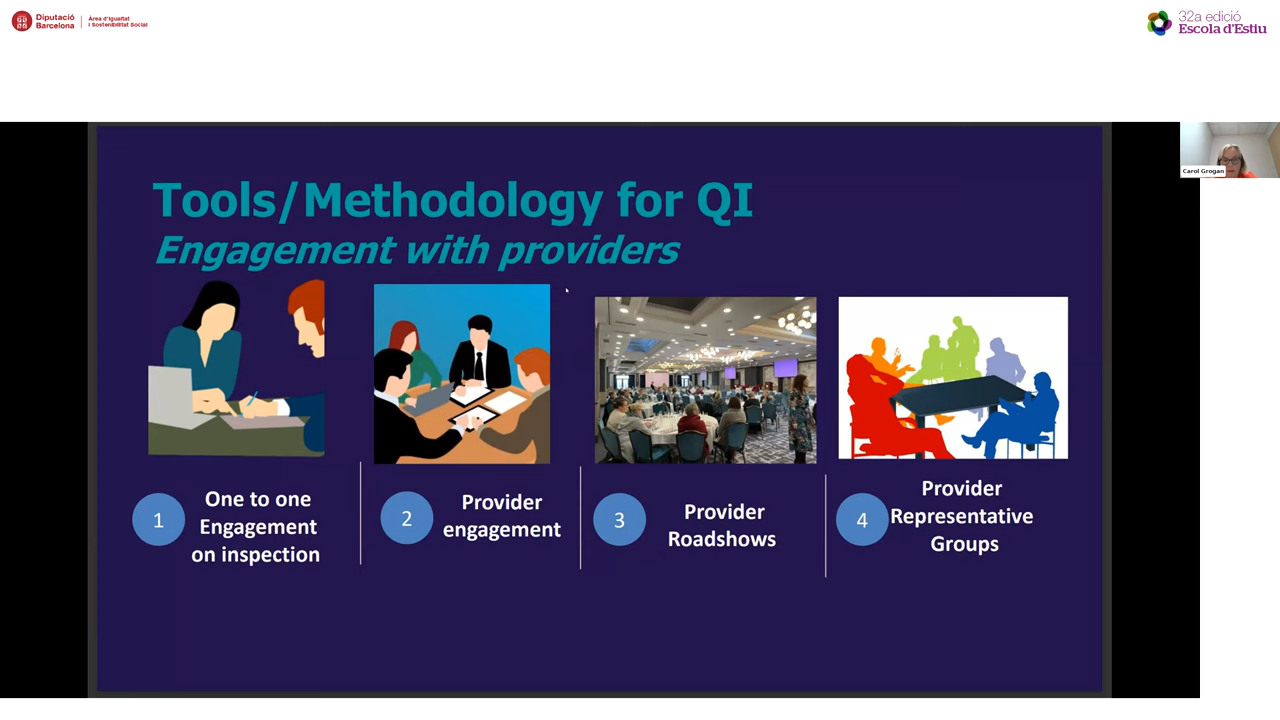 Diputació
Barcelona
Àrea d'Igualtat
i Sostenibilitat Social
32a edició
Escola d'Estiu
Carol Grogan
Tools/Methodology for QI
Engagement with providers
1
One to one
Engagement
on inspection
2
Provider
engagement
3
Provider
Roadshows
4
Provider
Representative
Groups